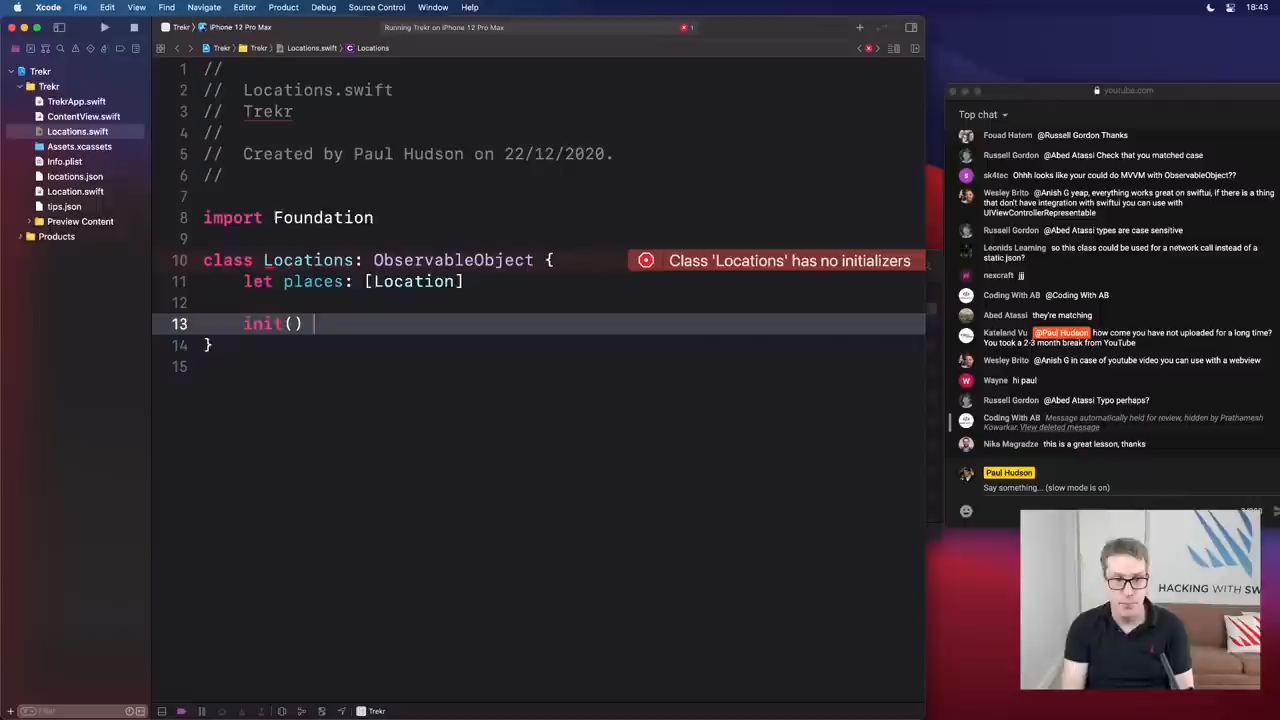 Xcode File Edit View Find Navigate Editor Product Debug Source Control Window Help 18:43
Trekr iPhone 12 Pro Max Running Trekr on iPhone 12 Pro Max 1
Trekr Trekr Locations.swift C Locations
Trekr
Trekr
TrekrApp.swift
ContentView.swift
Locations.swift
Assets.xcassets
Info.plist
locations.json
Location.swift
tips.json
Preview Content
Products
Filter
1 //
2 // Locations.swift
3 // Trekr
4 //
5 // Created by Paul Hudson on 22/12/2020.
6 //
7
8 import Foundation
9
10 class Locations: ObservableObject { Class 'Locations' has no initializers
11 let places: [Location]
12
13 init()
14 }
15
Trekr
youtube.com
Top chat
Fouad Hatem @Russell Gordon Thanks
Russell Gordon @Abed Atassi Check that you matched case
s sk4tec Ohhh looks like your could do MVVM with ObservableObject??
Wesley Brito @Anish G yeap, everything works great on swiftui, if there is a thing
that don't have integration with swiftui you can use with
UIViewControllerRepresentable
Russell Gordon @Abed Atassi types are case sensitive
Leonids Learning so this class could be used for a network call instead of a
static json?
nexcraft jjj
Coding With AB @Coding With AB
Abed Atassi they're matching
Kateland Vu @Paul Hudson how come you have not uploaded for a long time?
You took a 2-3 month break from YouTube
Wesley Brito @Anish G in case of youtube video you can use with a webview
W Wayne hi paul
Russell Gordon @Abed Atassi Typo perhaps?
Coding With AB Message automatically held for review, hidden by Prathamesh
Kowarkar. View deleted message
Nika Magradze this is a great lesson, thanks
Paul Hudson
Say something... (slow mode is on)
HACKING WITH SW